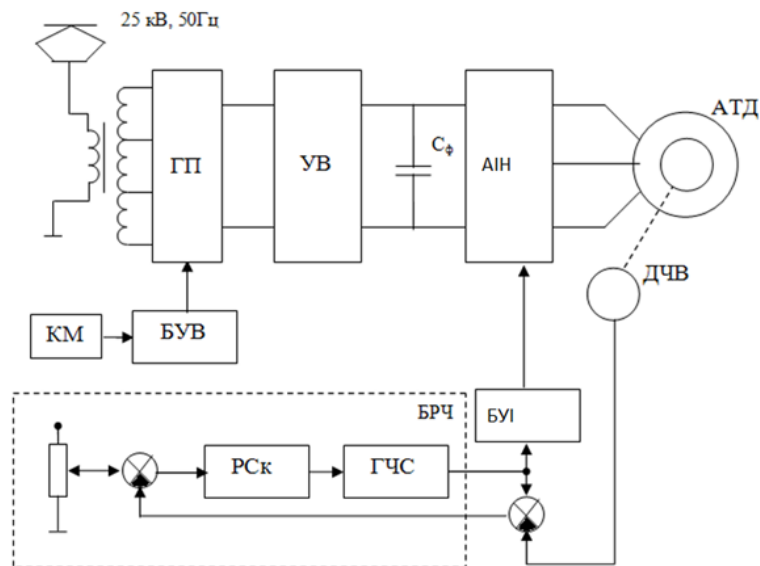 25 кВ, 50Гц
АТД
ГП
УВ
Сф
АІН
ДЧВ
КМ
БУВ
БРЧ
БУІ
РСк
ГЧС